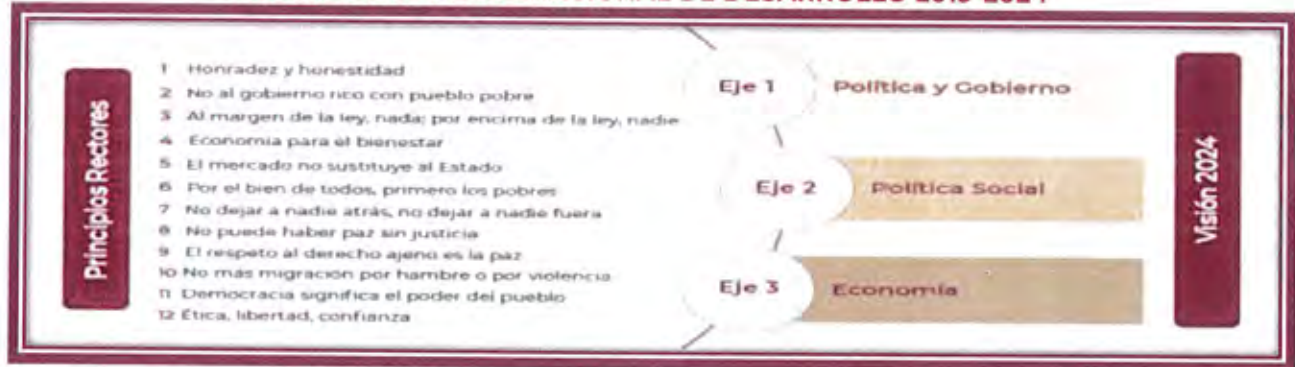 Principios Rectores
1 Honradez y honestidad
2 No al gobierno rico con pueblo pobre
3 Al margen de la ley, nada; por encima de la ley, nadie
4 Economía para el bienestar
5 El mercado no sustituye al Estado
6 Por el bien de todos, primero los pobres
7 No dejar a nadie atrás, no dejar a nadie fuera
8 No puede haber paz sin justicia
9 El respeto al derecho ajeno es la paz
10 No más migración por hambre o por violencia
11 Democracia significa el poder del pueblo
12 Ética, libertad, confianza
Eje 1 Política y Gobierno
Eje 2 Política Social
Eje 3 Economía
Visión 2024